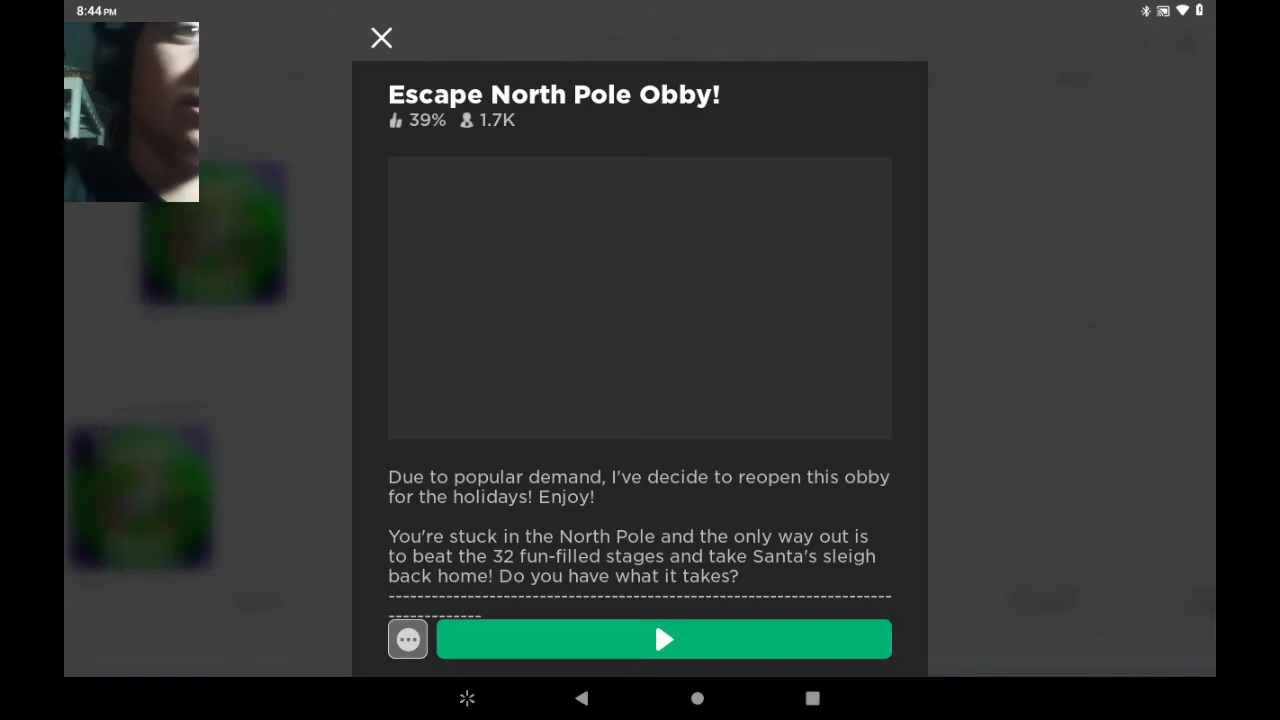 8:44 PM
Escape North Pole Obby!
39% 1.7K
Due to popular demand, I've decide to reopen this obby
for the holidays! Enjoy!
You're stuck in the North Pole and the only way out is
to beat the 32 fun-filled stages and take Santa's sleigh
back home! Do you have what it takes?
----------------------------------------------------------------------
-------------